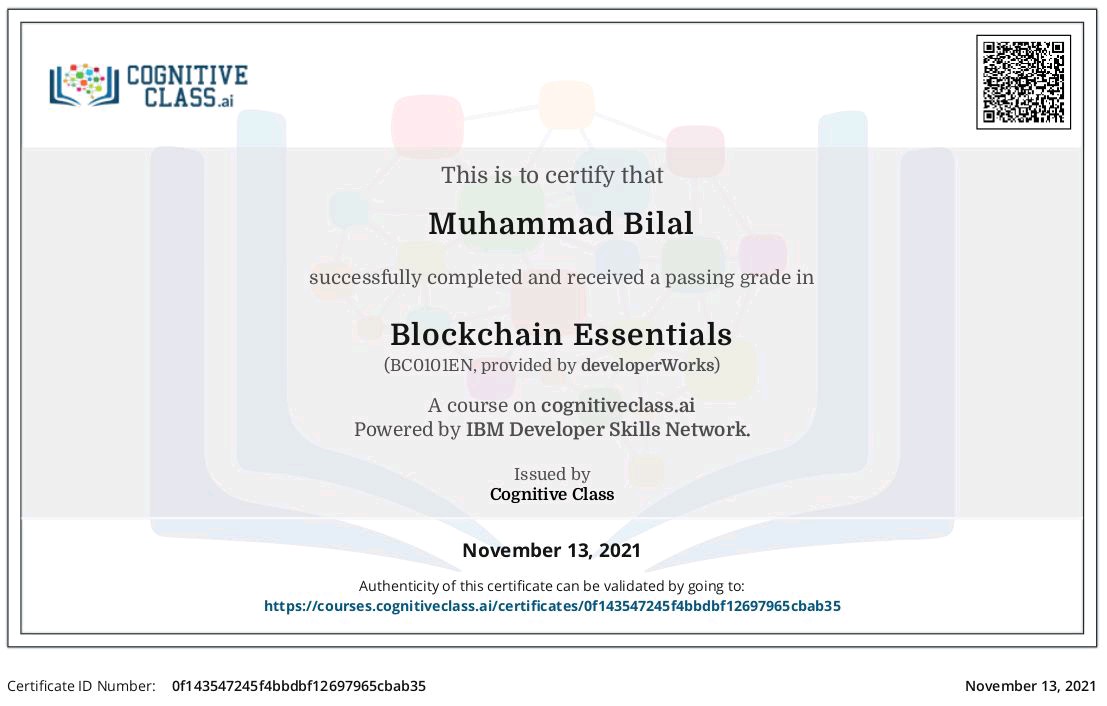 COGNITIVE
CLASS.ai
This is to certify that
Muhammad Bilal
successfully completed and received a passing grade in
Blockchain Essentials
(BC0101EN, provided by developerWorks)
A course on cognitiveclass.ai
Powered by IBM Developer Skills Network.
Issued by
Cognitive Class
November 13, 2021
Authenticity of this certificate can be validated by going to:
https://courses.cognitiveclass.ai/certificates/0f143547245f4bbdbf12697965cbab35
Certificate ID Number: 0f143547245f4bbdbf12697965cbab35
November 13, 2021